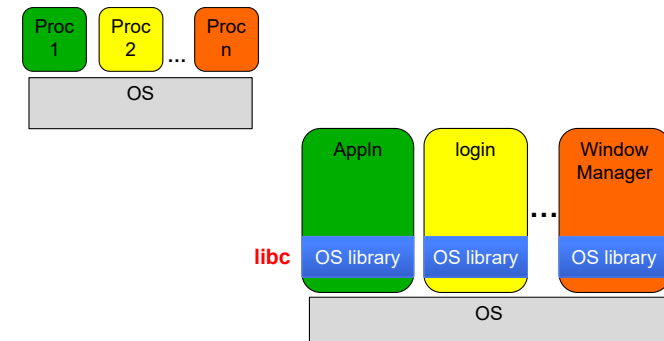 Proc
1
Proc
2
...
Proc
n
OS
Appln
login
...
Window
Manager
libc
OS library
OS library
OS library
OS